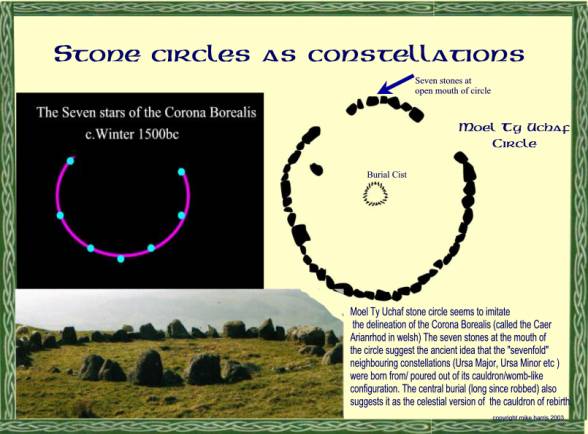 Stone circles as constellations
Seven stones at
open mouth of circle
The Seven stars of the Corona Borealis
c.Winter 1500bc
Moel Ty Uchaf
Circle
Burial Cist
Moel Ty Uchaf stone circle seems to imitate
the delineation of the Corona Borealis (called the Caer
Arianrhod in welsh) The seven stones at the mouth of
the circle suggest the ancient idea that the "sevenfold"
neighbouring constellations (Ursa Major, Ursa Minor etc )
were born from/ poured out of its cauldron/womb-like
configuration. The central burial (long since robbed) also
suggests it as the celestial version of the cauldron of rebirth
copyright mike harris 2003